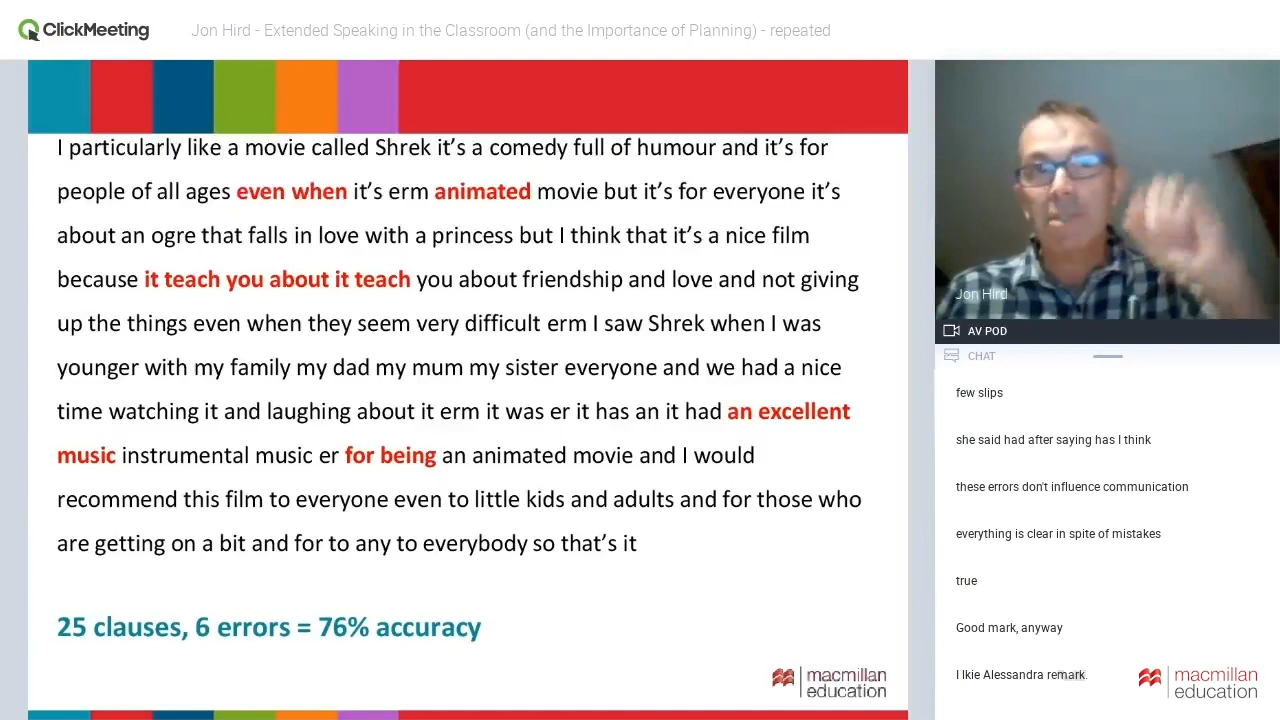 ClickMeeting
Jon Hird - Extended Speaking in the Classroom (and the Importance of Planning) - repeated
I particularly like a movie called Shrek it's a comedy full of humour and it's for
people of all ages even when it's erm animated movie but it's for everyone it's
about an ogre that falls in love with a princess but I think that it's a nice film
because it teach you about it teach you about friendship and love and not giving
up the things even when they seem very difficult erm I saw Shrek when I was
younger with my family my dad my mum my sister everyone and we had a nice
time watching it and laughing about it erm it was er it has an it had an excellent
music instrumental music er for being an animated movie and I would
recommend this film to everyone even to little kids and adults and for those who
are getting on a bit and for to any to everybody so that's it
25 clauses, 6 errors = 76% accuracy
macmillan
education
Jon Hird
AV POD
CHAT
few slips
she said had after saying has I think
these errors don't influence communication
everything is clear in spite of mistakes
true
Good mark, anyway
I lkie Alessandra remark.
macmillan
education